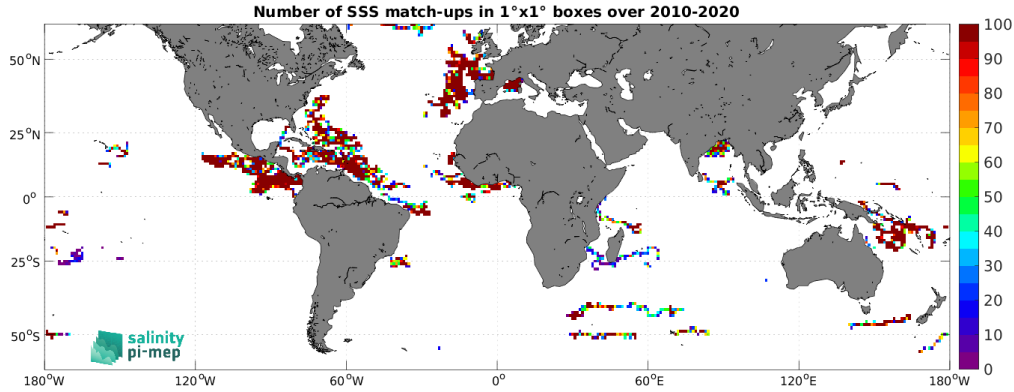 Number of SSS match-ups in 1°x1° boxes over 2010-2020
50°N
25°N
0°
25°S
50°S
180°W
120°W
60°W
0°
60°E
120°E
180°W
100
90
80
70
60
50
40
30
20
10
0
salinity
pi-mep